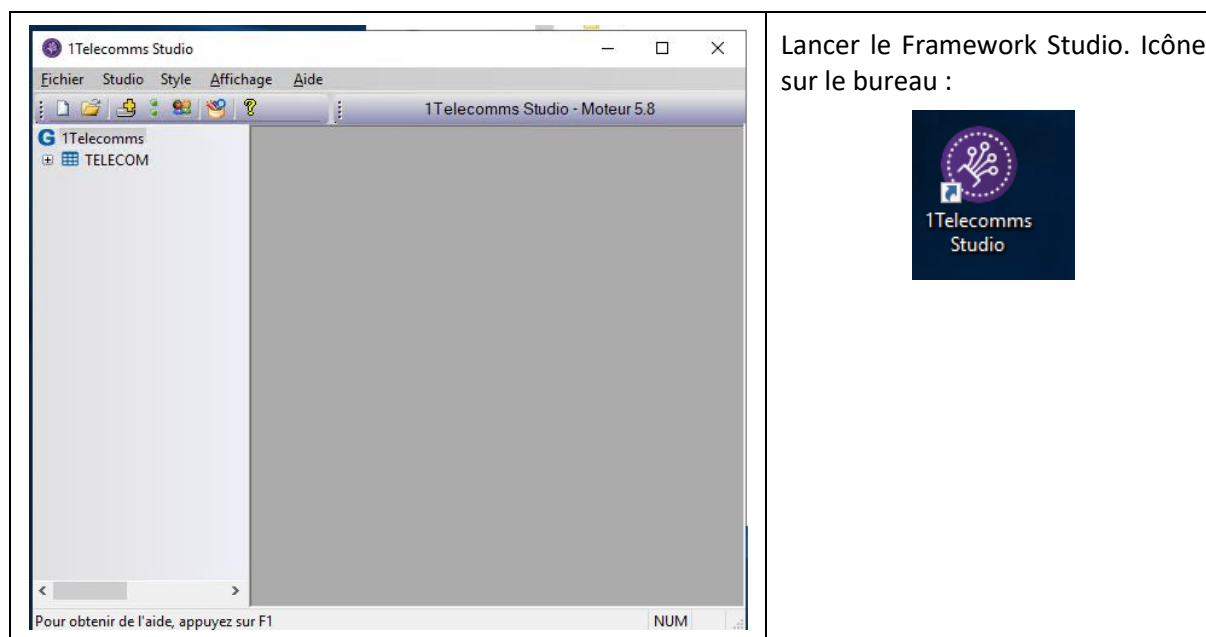 1Telecomms Studio
Fichier Studio Style Affichage Aide
1Telecomms Studio - Moteur 5.8
G 1Telecomms
TELECOM
Pour obtenir de l'aide, appuyez sur F1
NUM
Lancer le Framework Studio. Icône
sur le bureau :
1Telecomms
Studio